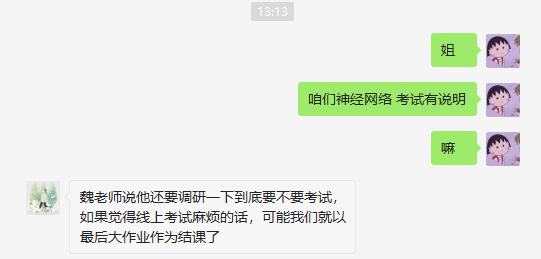 13:13
姐
咱们神经网络 考试有说明
嘛
魏老师说他还要调研一下到底要不要考试，
如果觉得线上考试麻烦的话，可能我们就以
最后大作业作为结课了